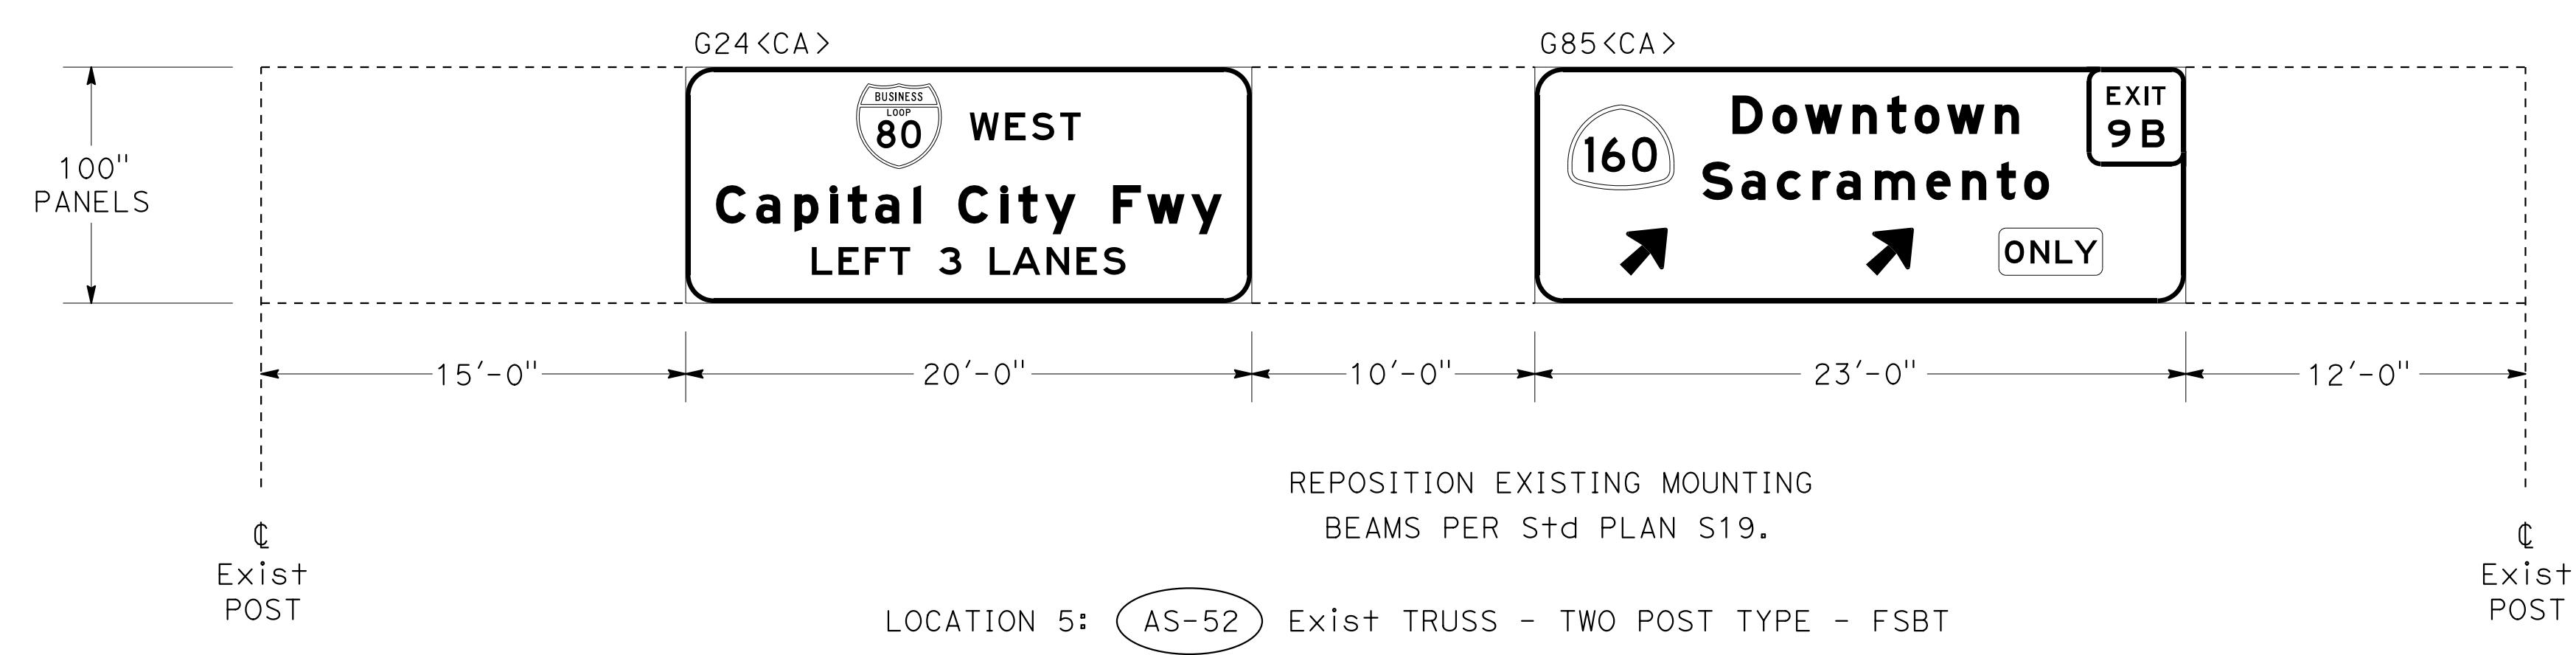 G24<CA>
G85<CA>
100"
PANELS
BUSINESS
LOOP
80
WEST
Capital City Fwy
LEFT 3 LANES
160
Downtown
Sacramento
EXIT
9B
ONLY
15'-0"
20'-0"
10'-0"
23'-0"
12'-0"
REPOSITION EXISTING MOUNTING
BEAMS PER Std PLAN S19.
℄
Exist
POST
℄
Exist
POST
LOCATION 5: AS-52 Exist TRUSS - TWO POST TYPE - FSBT